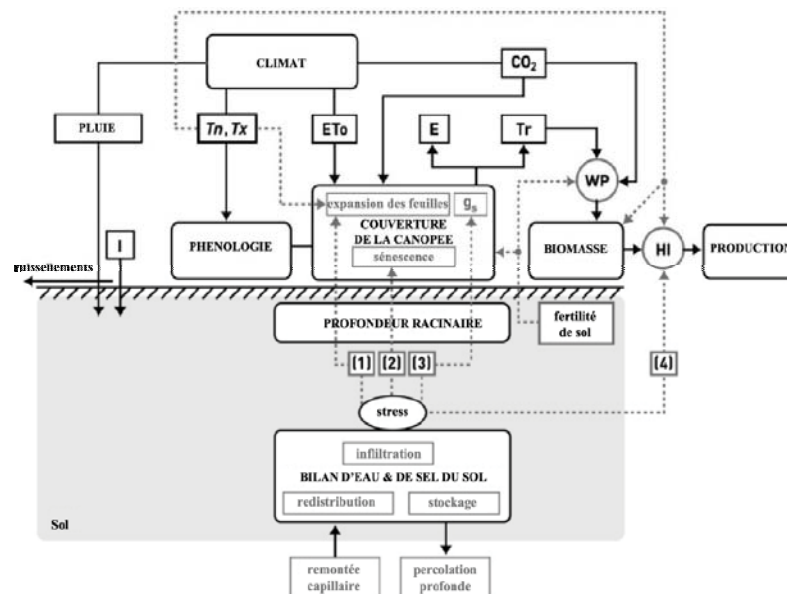 CLIMAT
CO₂
PLUIE
Tn, Tx
ETo
E
Tr
WP
expansion des feuilles
gs
I
PHENOLOGIE
COUVERTURE
DE LA CANOPEE
sénescence
BIOMASSE
HI
PRODUCTION
ruissellements
PROFONDEUR RACINAIRE
fertilité
de sol
(1)
(2)
(3)
(4)
stress
infiltration
BILAN D'EAU & DE SEL DU SOL
redistribution
stockage
Sol
remontée
capillaire
percolation
profonde